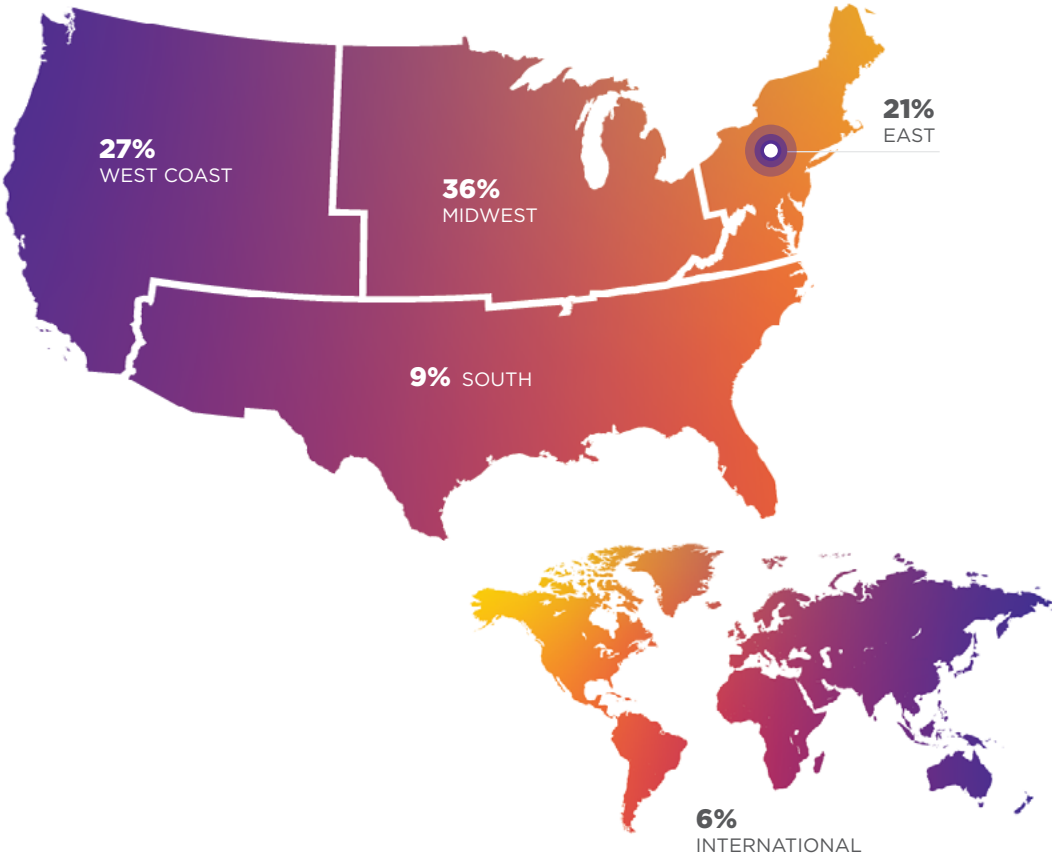 21%
EAST
27%
WEST COAST
36%
MIDWEST
9% SOUTH
6%
INTERNATIONAL